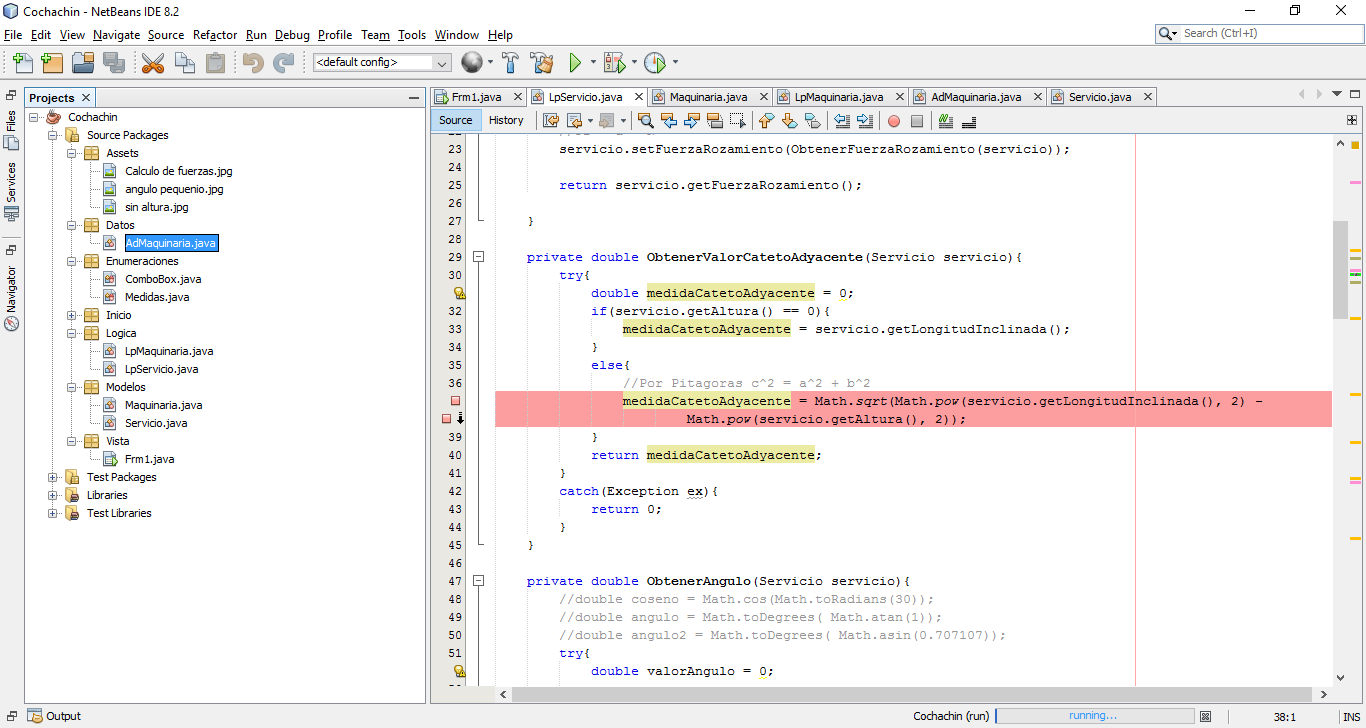 Cochachin - NetBeans IDE 8.2
File Edit View Navigate Source Refactor Run Debug Profile Team Tools Window Help
Search (Ctrl+I)
<default config>
Files
Services
Navigator
Projects
Cochachin
Source Packages
Assets
Calculo de fuerzas.jpg
angulo pequenio.jpg
sin altura.jpg
Datos
AdMaquinaria.java
Enumeraciones
ComboBox.java
Medidas.java
Inicio
Logica
LpMaquinaria.java
LpServicio.java
Modelos
Maquinaria.java
Servicio.java
Vista
Frm1.java
Test Packages
Libraries
Test Libraries
Frm1.java LpServicio.java Maquinaria.java LpMaquinaria.java AdMaquinaria.java Servicio.java
Source History
23 servicio.setFuerzaRozamiento(ObtenerFuerzaRozamiento(servicio));
24
25 return servicio.getFuerzaRozamiento();
26
27 }
28
29 private double ObtenerValorCatetoAdyacente(Servicio servicio){
30 try{
double medidaCatetoAdyacente = 0;
32 if(servicio.getAltura() == 0){
33 medidaCatetoAdyacente = servicio.getLongitudInclinada();
34 }
35 else{
36 //Por Pitagoras c^2 = a^2 + b^2
medidaCatetoAdyacente = Math.sqrt(Math.pow(servicio.getLongitudInclinada(), 2) -
Math.pow(servicio.getAltura(), 2));
39 }
40 return medidaCatetoAdyacente;
41 }
42 catch(Exception ex){
43 return 0;
44 }
45 }
46
47 private double ObtenerAngulo(Servicio servicio){
48 //double coseno = Math.cos(Math.toRadians(30));
49 //double angulo = Math.toDegrees( Math.atan(1));
50 //double angulo2 = Math.toDegrees( Math.asin(0.707107));
51 try{
double valorAngulo = 0;
Output
Cochachin (run) running... 38:1 INS